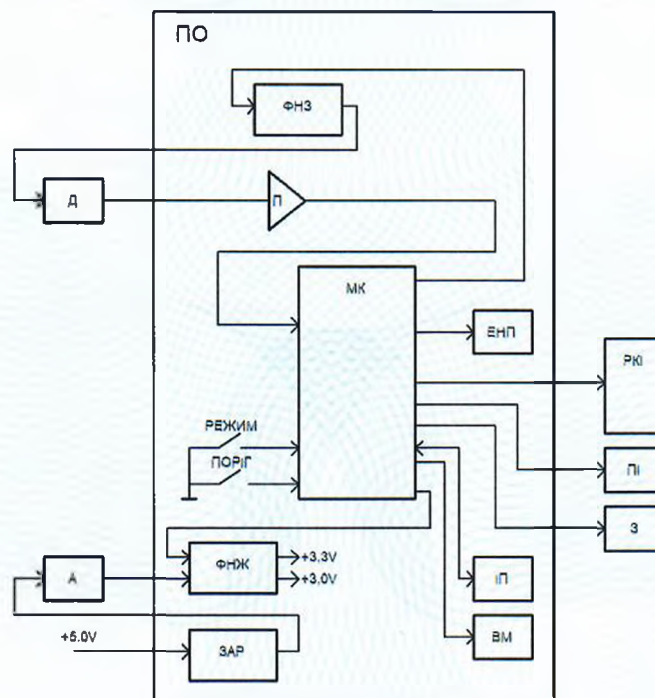 ПО
ФНЗ
Д
П
МК
ЕНП
РКІ
РЕЖИМ
ПОРІГ
ПІ
З
А
ФНЖ
+3,3V
+3,0V
ІП
+5.0V
ЗАР
ВМ